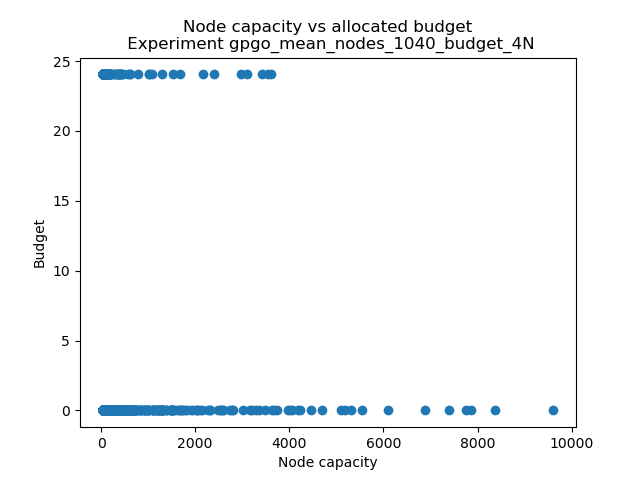 Node capacity vs allocated budget
Experiment gpgo_mean_nodes_1040_budget_4N
25
20
15
10
5
0
Budget
0 2000 4000 6000 8000 10000
Node capacity